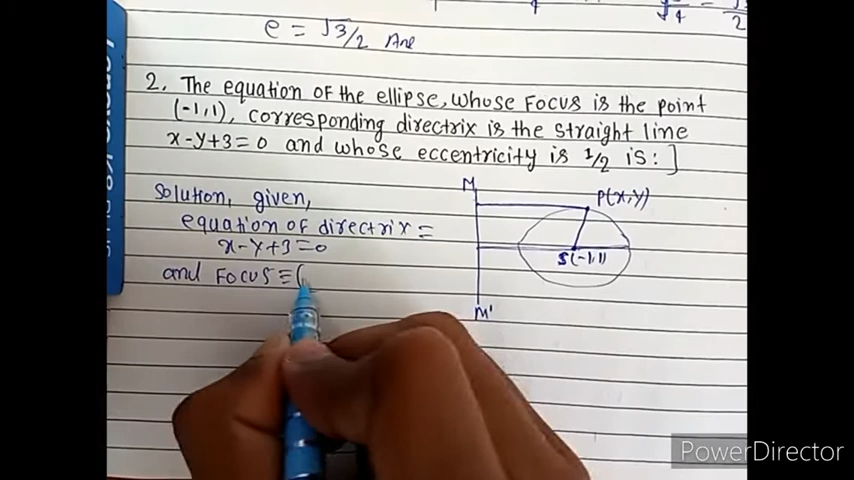 e = √3/2 Ans
2. The equation of the ellipse, whose focus is the point
(-1,1), corresponding directrix is the straight line
x-y+3=0 and whose eccentricity is 1/2 is: ]
Solution, given,
equation of directrix =
x-y+3=0
and Focus ≡ (
M
P(x,y)
S(-1,1)
M'
PowerDirector